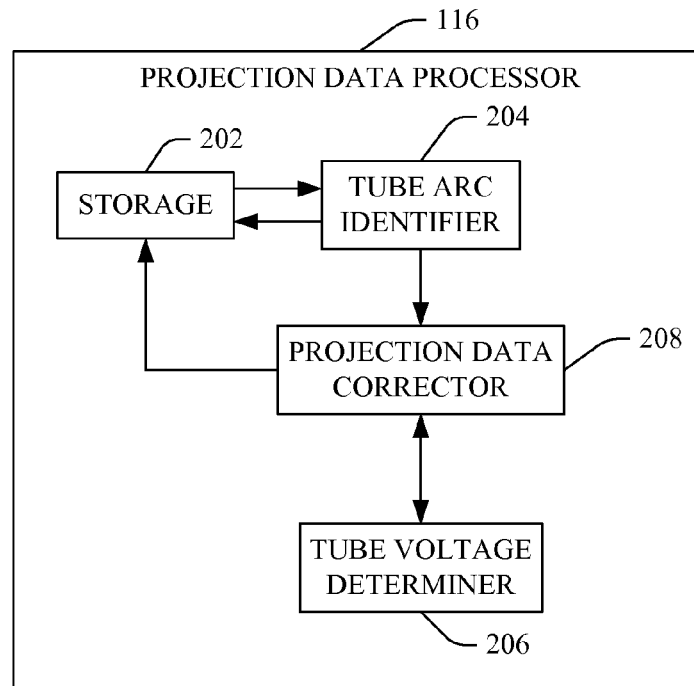 116
PROJECTION DATA PROCESSOR
202
204
STORAGE
TUBE ARC
IDENTIFIER
PROJECTION DATA
CORRECTOR
208
TUBE VOLTAGE
DETERMINER
206